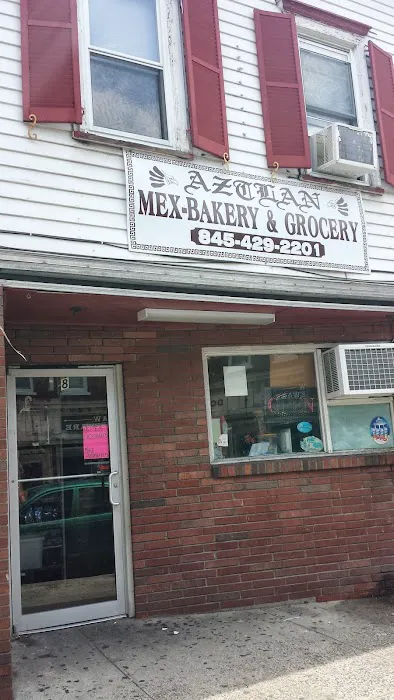 AZTLAN
MEX-BAKERY & GROCERY
845-429-2201
8